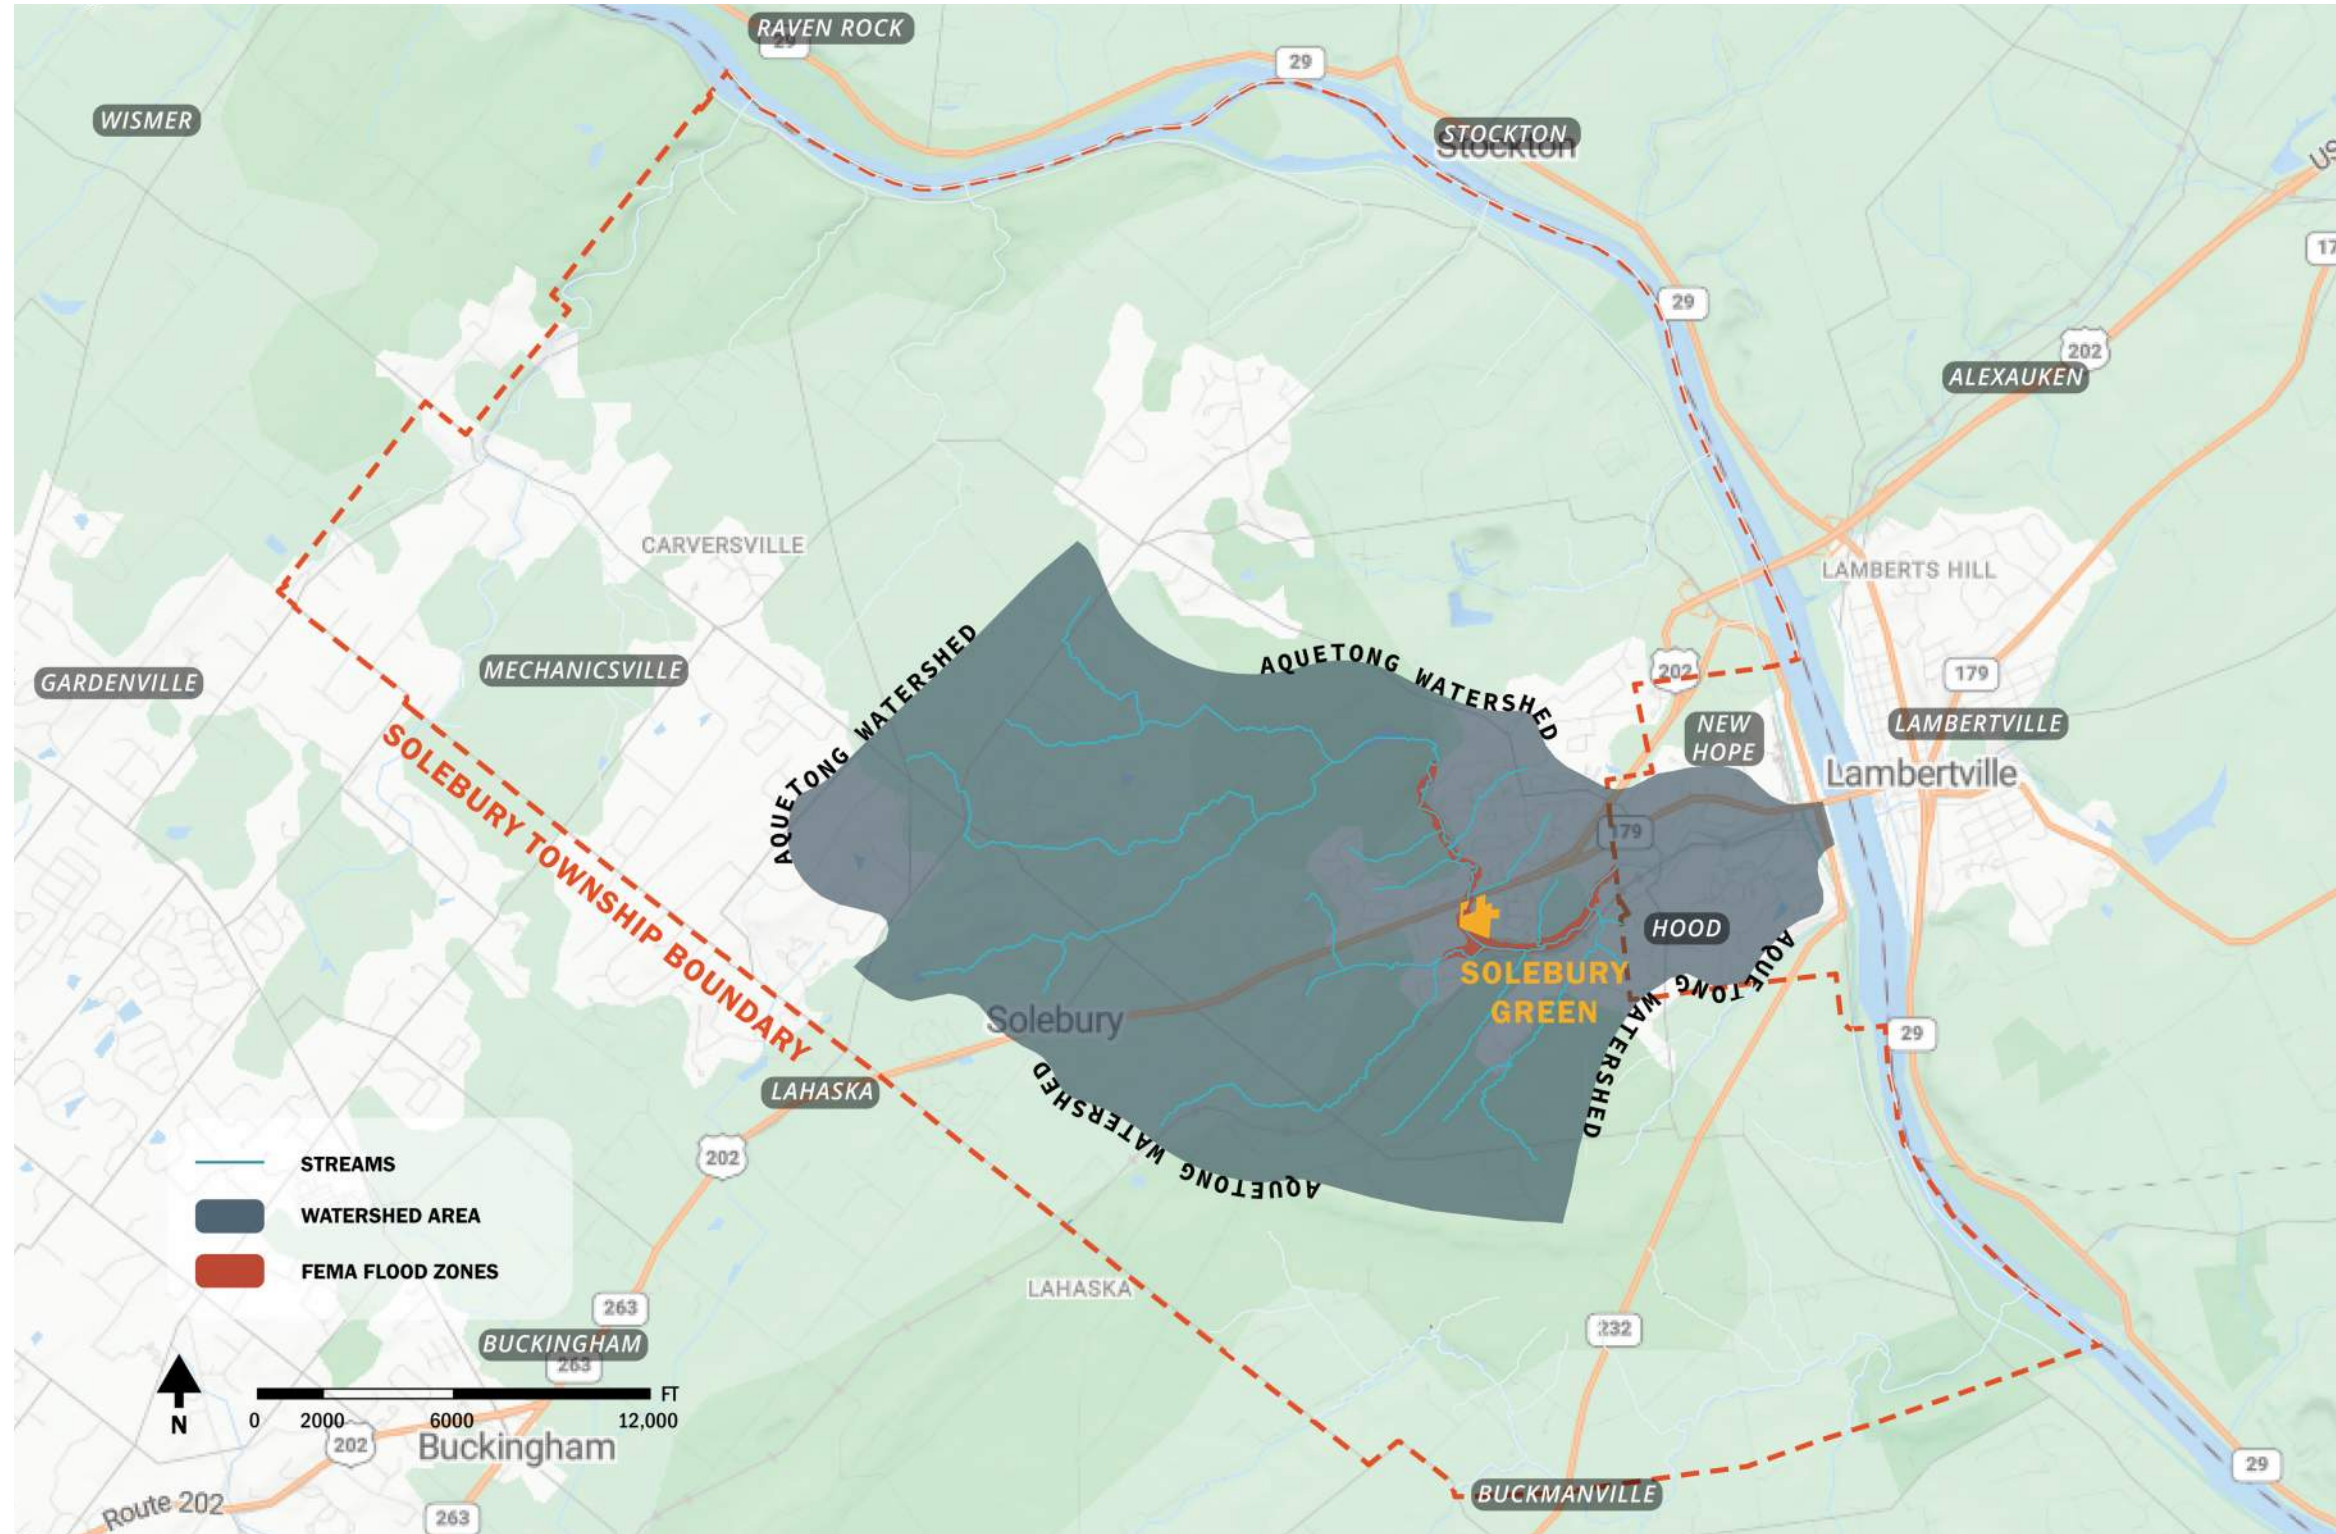 RAVEN ROCK
29
29
WISMER
STOCKTON
Stockton
US
17
29
202
ALEXAUKEN
CARVERSVILLE
LAMBERTS HILL
AQUETONG WATERSHED
AQUETONG WATERSHED
GARDENVILLE
MECHANICSVILLE
202
179
SOLEBURY TOWNSHIP BOUNDARY
NEW
HOPE
LAMBERTVILLE
Lambertville
179
HOOD
SOLEBURY
GREEN
AQUETONG WATERSHED
Solebury
29
LAHASKA
AQUETONG WATERSHED
202
STREAMS
WATERSHED AREA
FEMA FLOOD ZONES
LAHASKA
263
232
BUCKINGHAM
263
FT
0 2000 6000 12,000
N
202
Buckingham
Route 202
263
BUCKMANVILLE
29